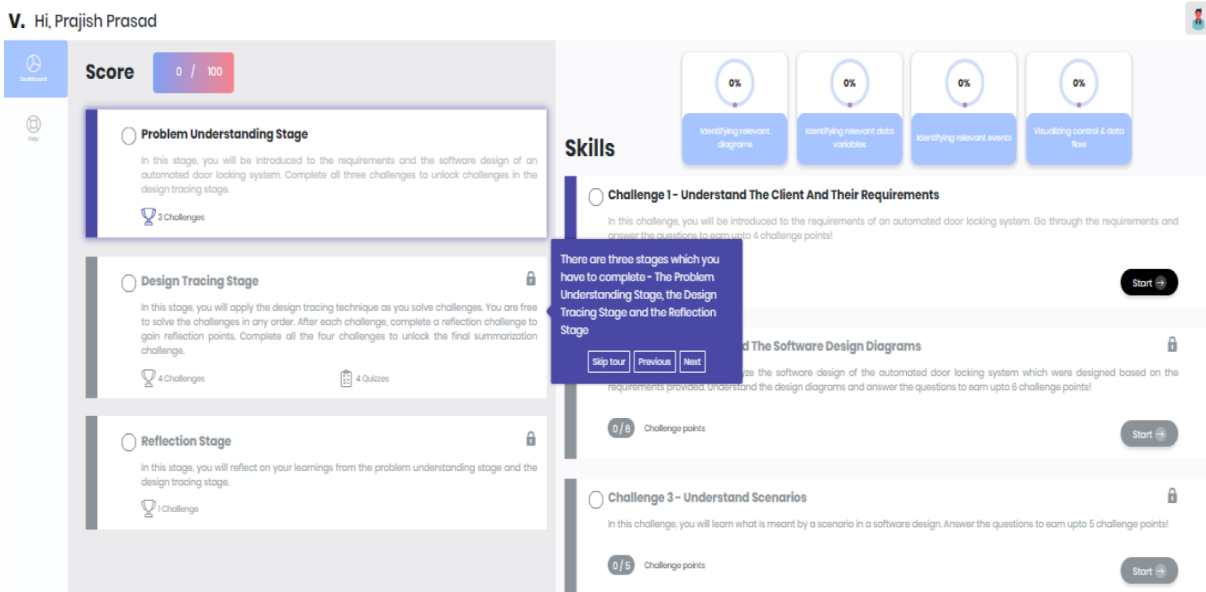 V. Hi, Prajish Prasad
Dashboard
Help
Score
0 / 100
Problem Understanding Stage
In this stage, you will be introduced to the requirements and the software design of an
automated door locking system. Complete all three challenges to unlock challenges in the
design tracing stage.
3 Challenges
Design Tracing Stage
In this stage, you will apply the design tracing technique as you solve challenges. You are free
to solve the challenges in any order. After each challenge, complete a reflection challenge to
gain reflection points. Complete all the four challenges to unlock the final summarization
challenge.
4 Challenges
4 Quizzes
Reflection Stage
In this stage, you will reflect on your learnings from the problem understanding stage and the
design tracing stage.
1 Challenge
There are three stages which you
have to complete - The Problem
Understanding Stage, the Design
Tracing Stage and the Reflection
Stage
Skip tour
Previous
Next
Skills
0%
Identifying relevant
diagrams
0%
Identifying relevant data
variables
0%
Identifying relevant events
0%
Visualizing control & data
flow
Challenge 1 - Understand The Client And Their Requirements
In this challenge, you will be introduced to the requirements of an automated door locking system. Go through the requirements and
answer the questions to earn upto 4 challenge points!
Start
d The Software Design Diagrams
yze the software design of the automated door locking system which were designed based on the
requirements provided. Understand the design diagrams and answer the questions to earn upto 6 challenge points!
0/6
Challenge points
Start
Challenge 3 - Understand Scenarios
In this challenge, you will learn what is meant by a scenario in a software design. Answer the questions to earn upto 5 challenge points!
0/5
Challenge points
Start